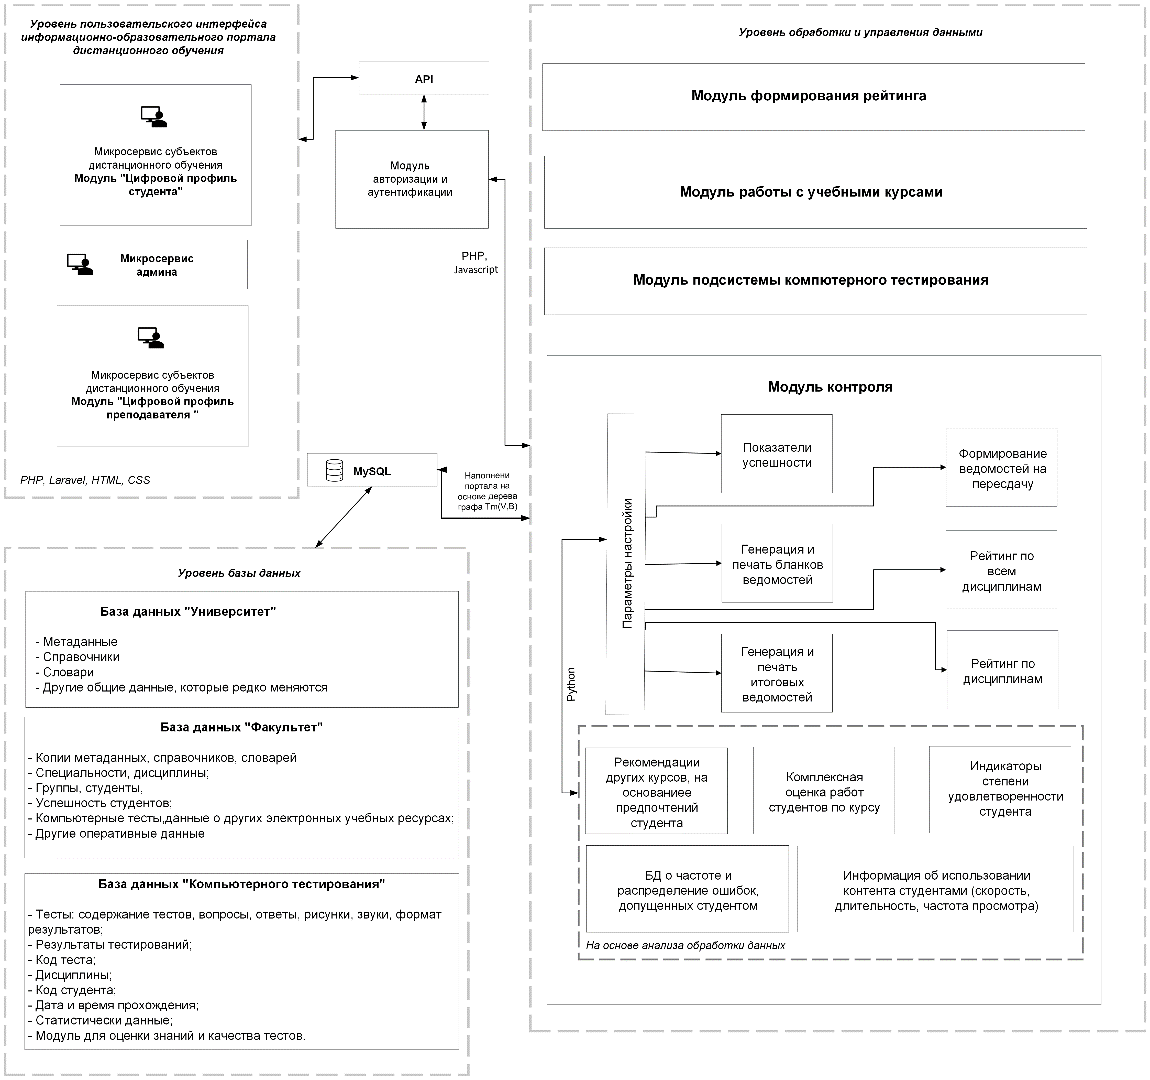 Уровень пользовательского интерфейса
информационно-образовательного портала
дистанционного обучения
Микросервис субъектов
дистанционного обучения
Модуль "Цифровой профиль
студента"
Микросервис
админа
Микросервис субъектов
дистанционного обучения
Модуль "Цифровой профиль
преподавателя "
PHP, Laravel, HTML, CSS
API
Модуль
авторизации и
аутентификации
PHP,
Javascript
MySQL
Наполнени
портала на
основе дерева
графа Tm(V,B)
Уровень базы данных
База данных "Университет"
- Метаданные
- Справочники
- Словари
- Другие общие данные, которые редко меняются
База данных "Факультет"
- Копии метаданных, справочников, словарей
- Специальности, дисциплины;
- Группы, студенты,
- Успешность студентов:
- Компьютерные тесты,данные о других электронных учебных ресурсах;
- Другие оперативные данные
База данных "Компьютерного тестирования"
- Тесты: содержание тестов, вопросы, ответы, рисунки, звуки, формат
результатов;
- Результаты тестирований;
- Код теста;
- Дисциплины;
- Код студента:
- Дата и время прохождения;
- Статистически данные;
- Модуль для оценки знаний и качества тестов.
Уровень обработки и управления данными
Модуль формирования рейтинга
Модуль работы с учебными курсами
Модуль подсистемы компютерного тестирования
Модуль контроля
Параметры настройки
Показатели
успешности
Формирование
ведомостей на
пересдачу
Генерация и
печать бланков
ведомостей
Рейтинг по
всем
дисциплинам
Генерация и
печать
итоговых
ведомостей
Рейтинг по
дисциплинам
Python
Рекомендации
других курсов, на
основаниее
предпочтений
студента
Комплексная
оценка работ
студентов по курсу
Индикаторы
степени
удовлетворенности
студента
БД о частоте и
распределение ошибок,
допущенных студентом
Информация об использовании
контента студентами (скорость,
длительность, частота просмотра)
На основе анализа обработки данных